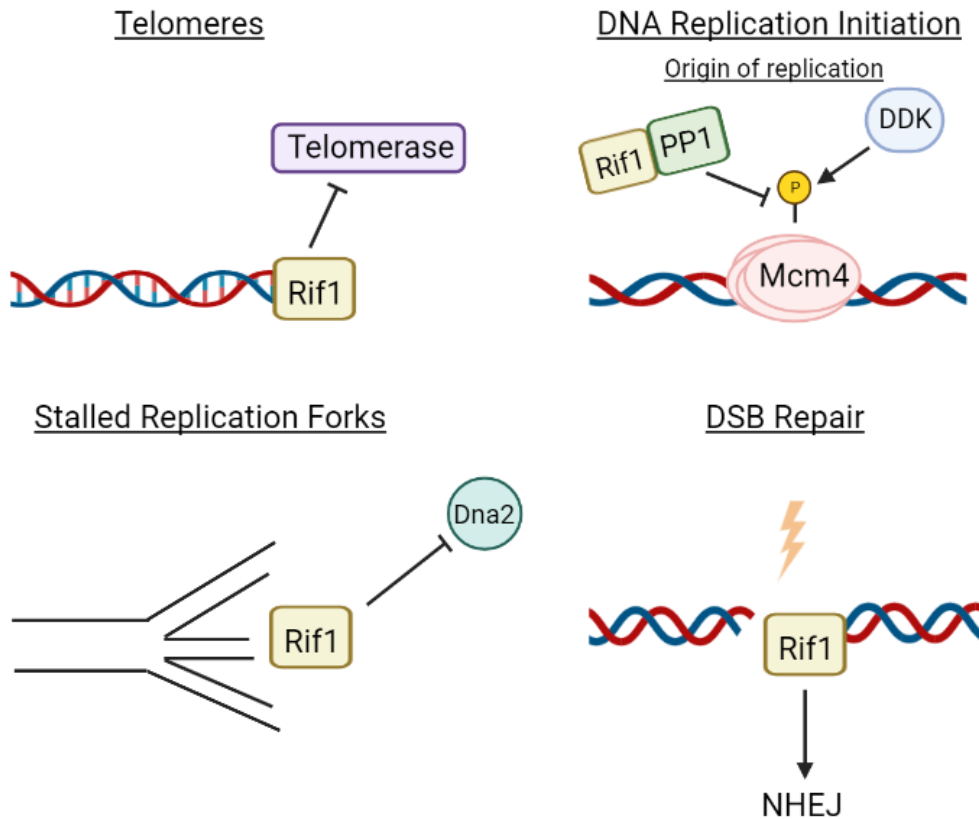 Telomeres
Telomerase
Rif1
DNA Replication Initiation
Origin of replication
DDK
Rif1
PP1
P
Mcm4
Stalled Replication Forks
Dna2
Rif1
DSB Repair
Rif1
NHEJ